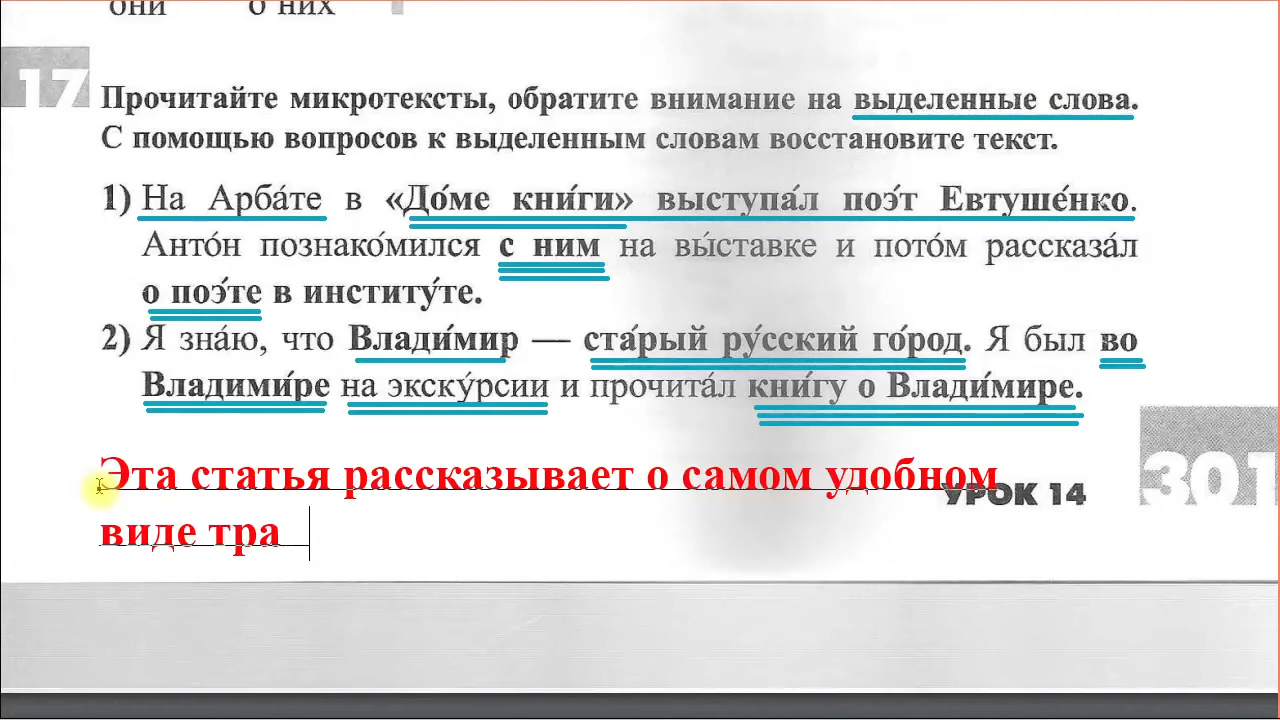 они о них
17
Прочитайте микротексты, обратите внимание на выделенные слова.
С помощью вопросов к выделенным словам восстановите текст.
1) На Арба́те в «До́ме кни́ги» выступа́л поэ́т Евтуше́нко.
Анто́н познако́мился с ним на вы́ставке и пото́м рассказа́л
о поэ́те в институ́те.
2) Я зна́ю, что Влади́мир — ста́рый ру́сский го́род. Я был во
Владими́ре на экску́рсии и прочита́л кни́гу о Влади́мире.
Эта статья рассказывает о самом удобном
виде тра
УРОК 14
301